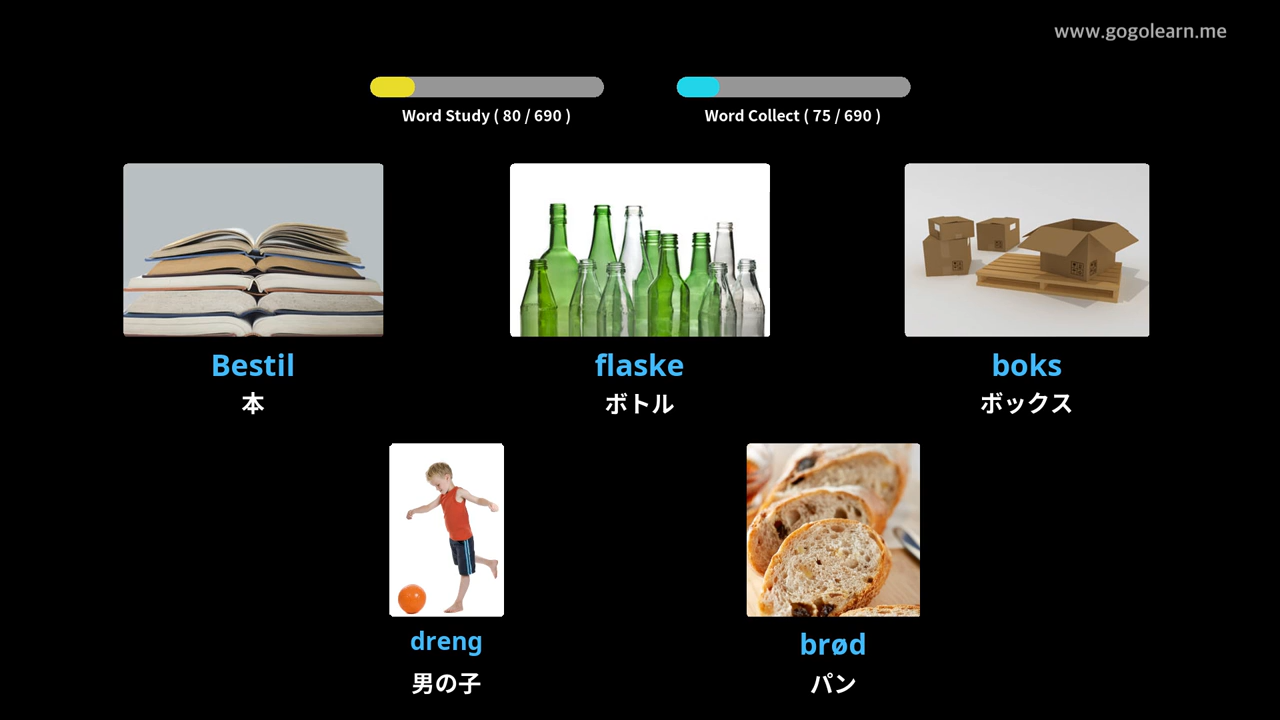 www.gogolearn.me
Word Study ( 80 / 690 )
Word Collect ( 75 / 690 )
Bestil
本
flaske
ボトル
boks
ボックス
dreng
男の子
brød
パン